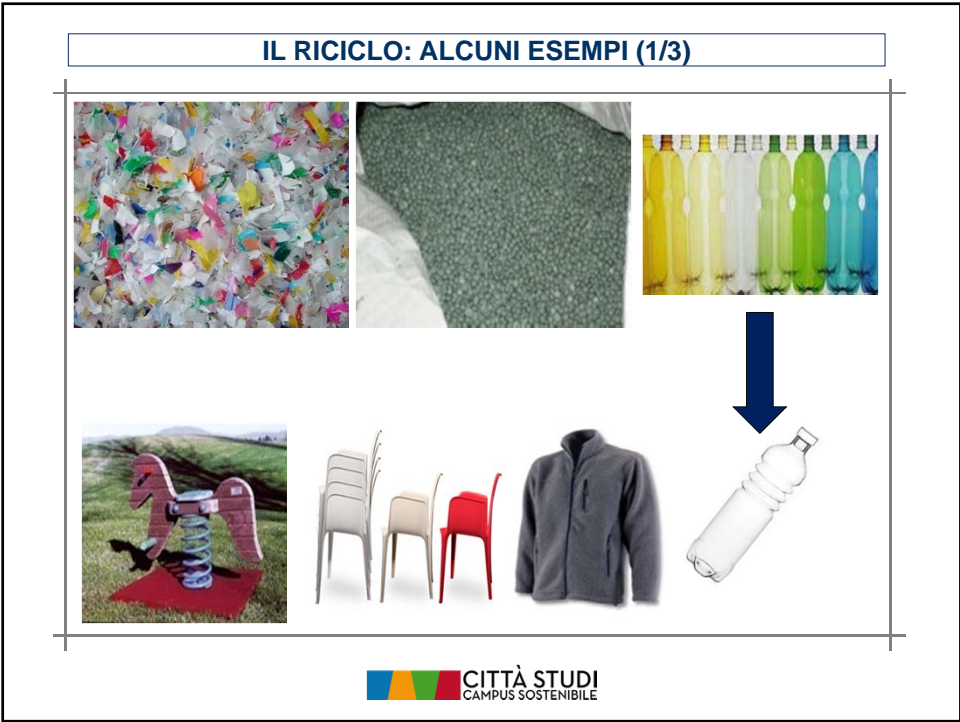 IL RICICLO: ALCUNI ESEMPI (1/3)
CITTÀ STUDI
CAMPUS SOSTENIBILE